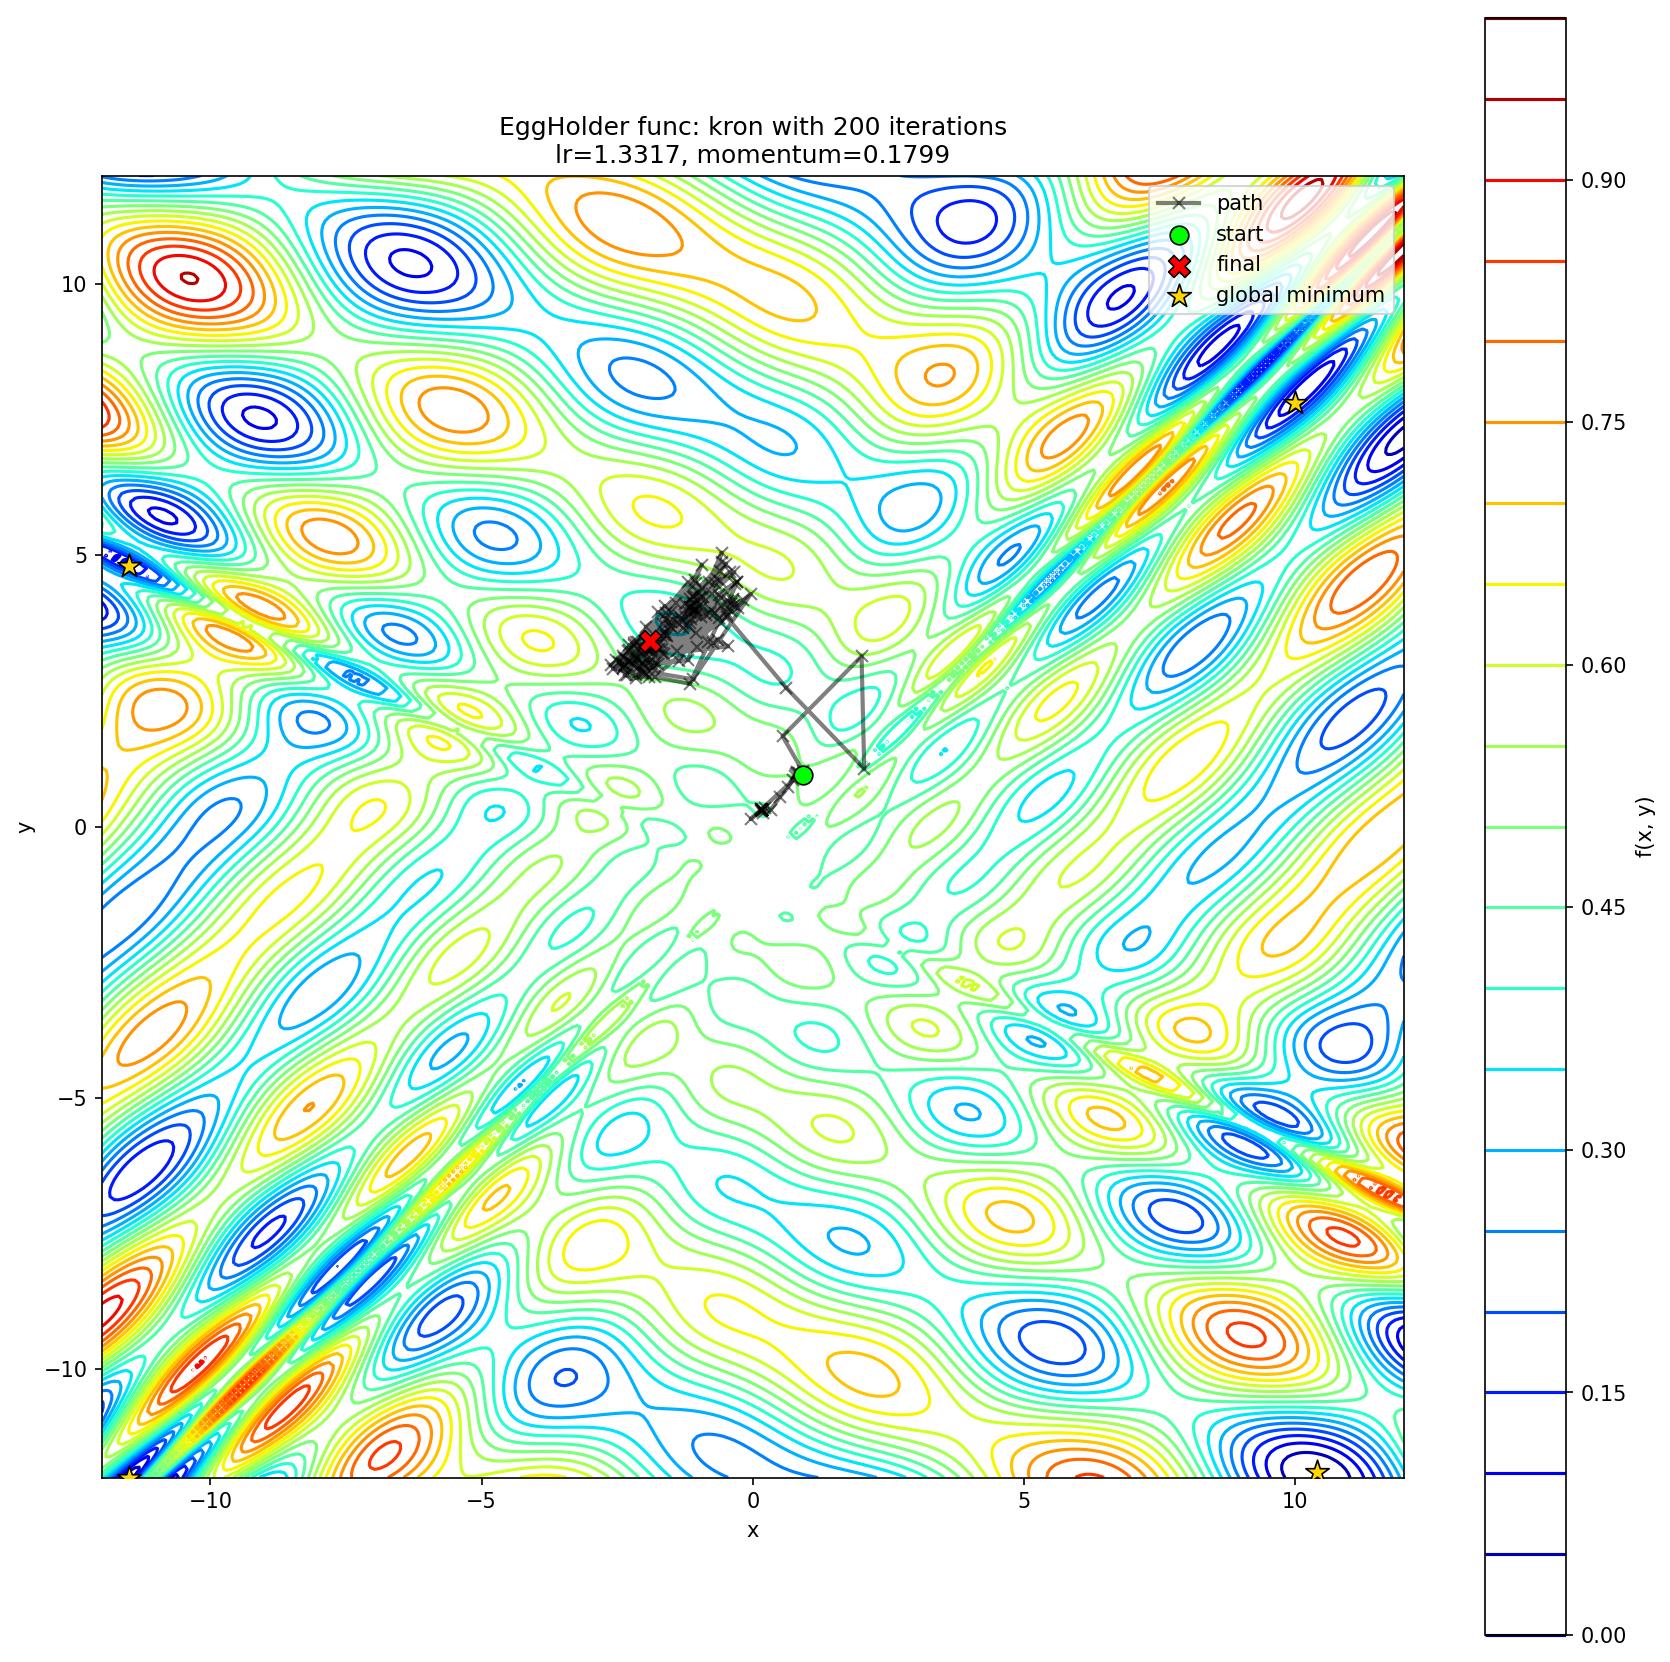 EggHolder func: kron with 200 iterations
lr=1.3317, momentum=0.1799
path
start
final
global minimum
10
5
0
−5
−10
y
−10
−5
0
5
10
x
0.90
0.75
0.60
0.45
0.30
0.15
0.00
f(x, y)